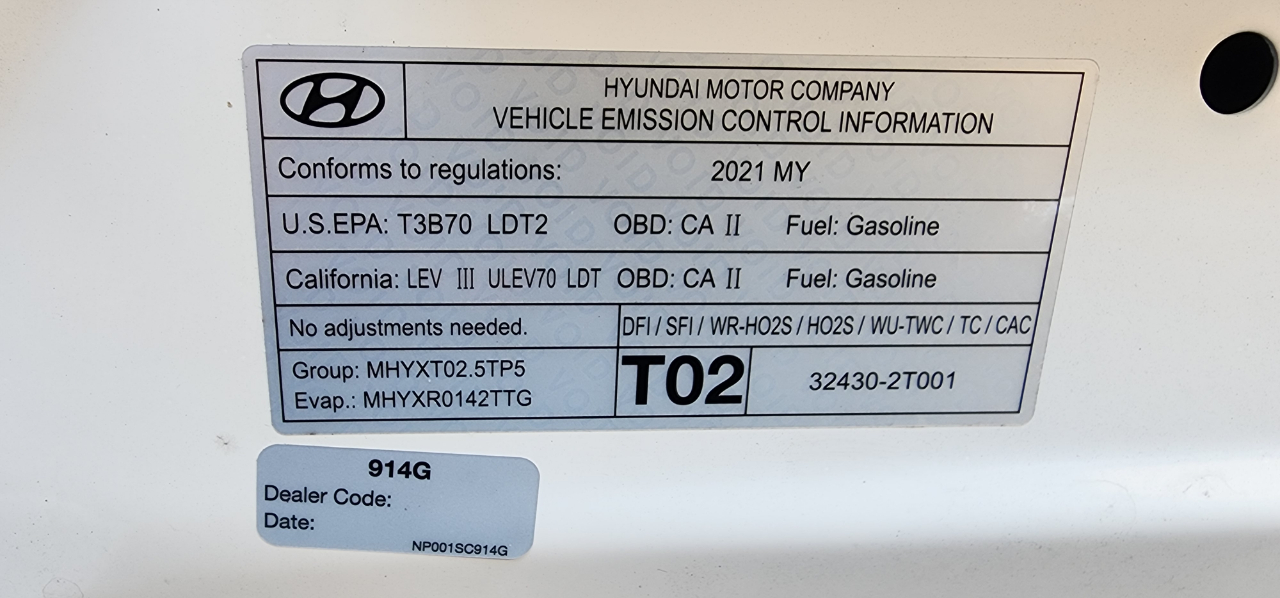 HYUNDAI MOTOR COMPANY
VEHICLE EMISSION CONTROL INFORMATION
Conforms to regulations: 2021 MY
U.S.EPA: T3B70 LDT2 OBD: CA II Fuel: Gasoline
California: LEV III ULEV70 LDT OBD: CA II Fuel: Gasoline
No adjustments needed. DFI / SFI / WR-HO2S / HO2S / WU-TWC / TC / CAC
Group: MHYXT02.5TP5
Evap.: MHYXR0142TTG
T02 32430-2T001
914G
Dealer Code:
Date:
NP001SC914G